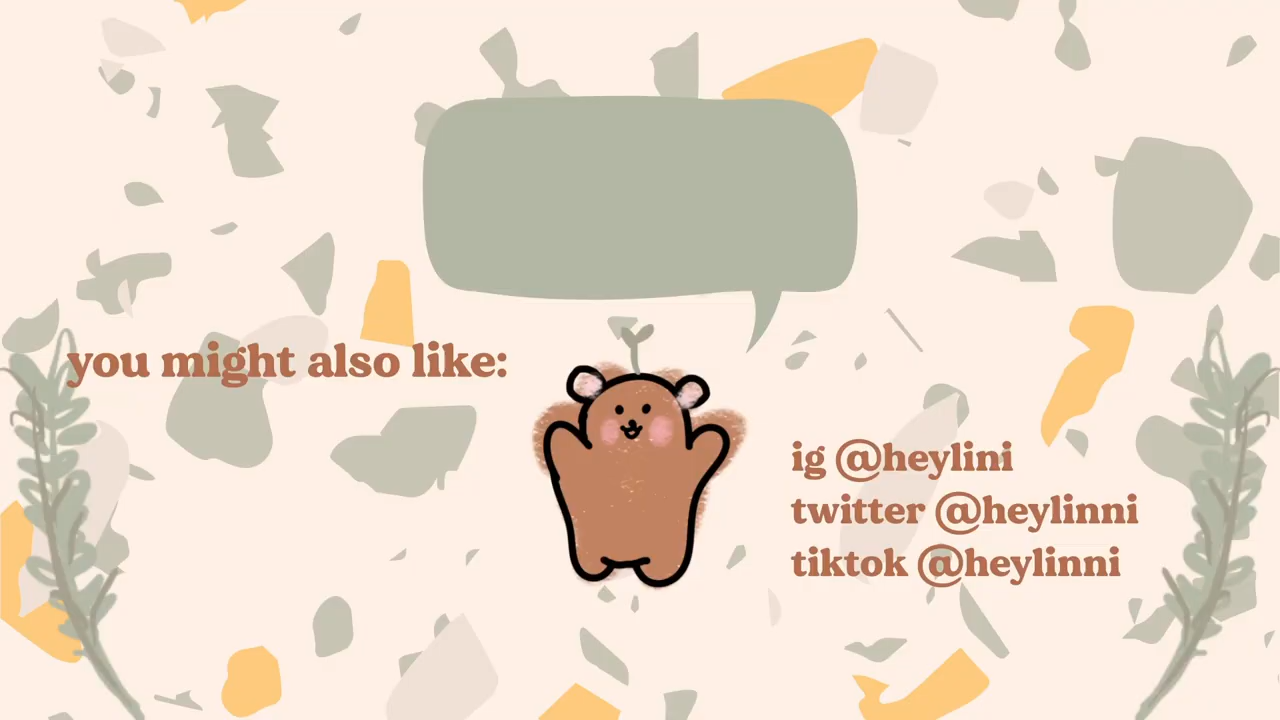 you might also like:
ig @heylini
twitter @heylinni
tiktok @heylinni